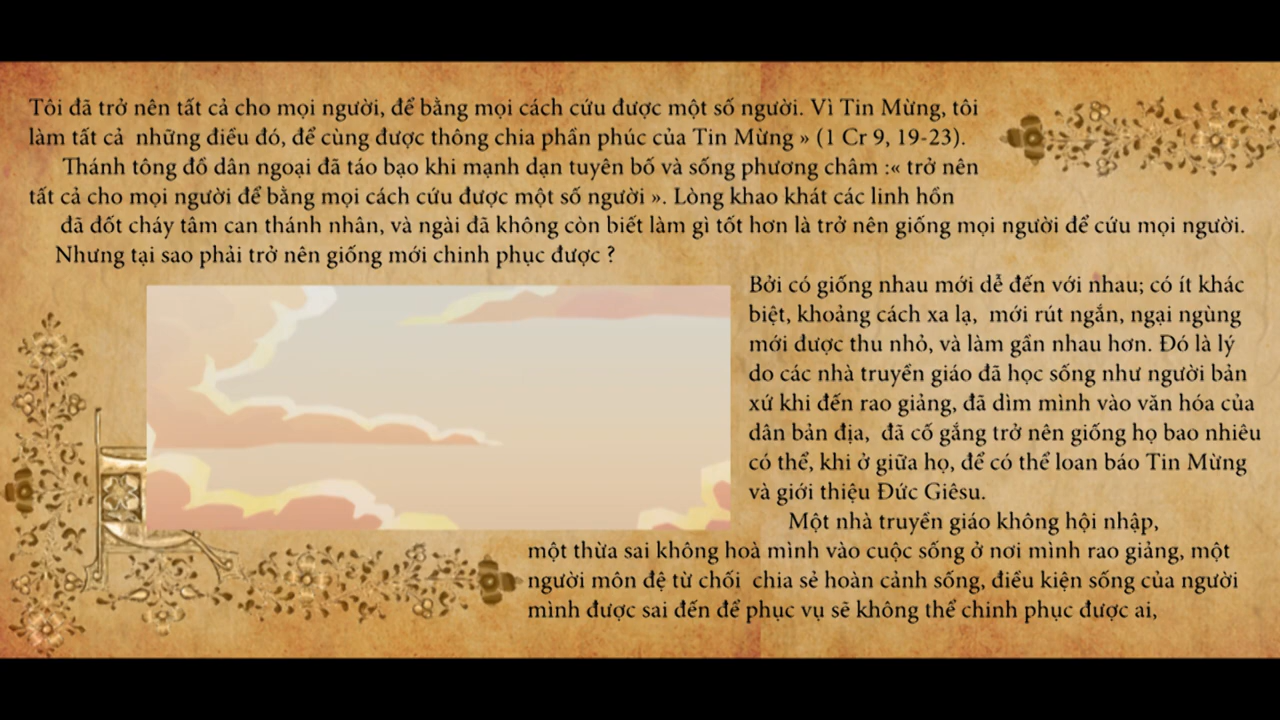 Tôi đã trở nên tất cả cho mọi người, để bằng mọi cách cứu được một số người. Vì Tin Mừng, tôi
làm tất cả những điều đó, để cùng được thông chia phần phúc của Tin Mừng » (1 Cr 9, 19-23).
Thánh tông đồ dân ngoại đã táo bạo khi mạnh dạn tuyên bố và sống phương châm :« trở nên
tất cả cho mọi người để bằng mọi cách cứu được một số người ». Lòng khao khát các linh hồn
đã đốt cháy tâm can thánh nhân, và ngài đã không còn biết làm gì tốt hơn là trở nên giống mọi người để cứu mọi người.
Nhưng tại sao phải trở nên giống mới chinh phục được ?
Bởi có giống nhau mới dễ đến với nhau; có ít khác
biệt, khoảng cách xa lạ, mới rút ngắn, ngại ngùng
mới được thu nhỏ, và làm gần nhau hơn. Đó là lý
do các nhà truyền giáo đã học sống như người bản
xứ khi đến rao giảng, đã dìm mình vào văn hóa của
dân bản địa, đã cố gắng trở nên giống họ bao nhiêu
có thể, khi ở giữa họ, để có thể loan báo Tin Mừng
và giới thiệu Đức Giêsu.
Một nhà truyền giáo không hội nhập,
một thừa sai không hoà mình vào cuộc sống ở nơi mình rao giảng, một
người môn đệ từ chối chia sẻ hoàn cảnh sống, điều kiện sống của người
mình được sai đến để phục vụ sẽ không thể chinh phục được ai,